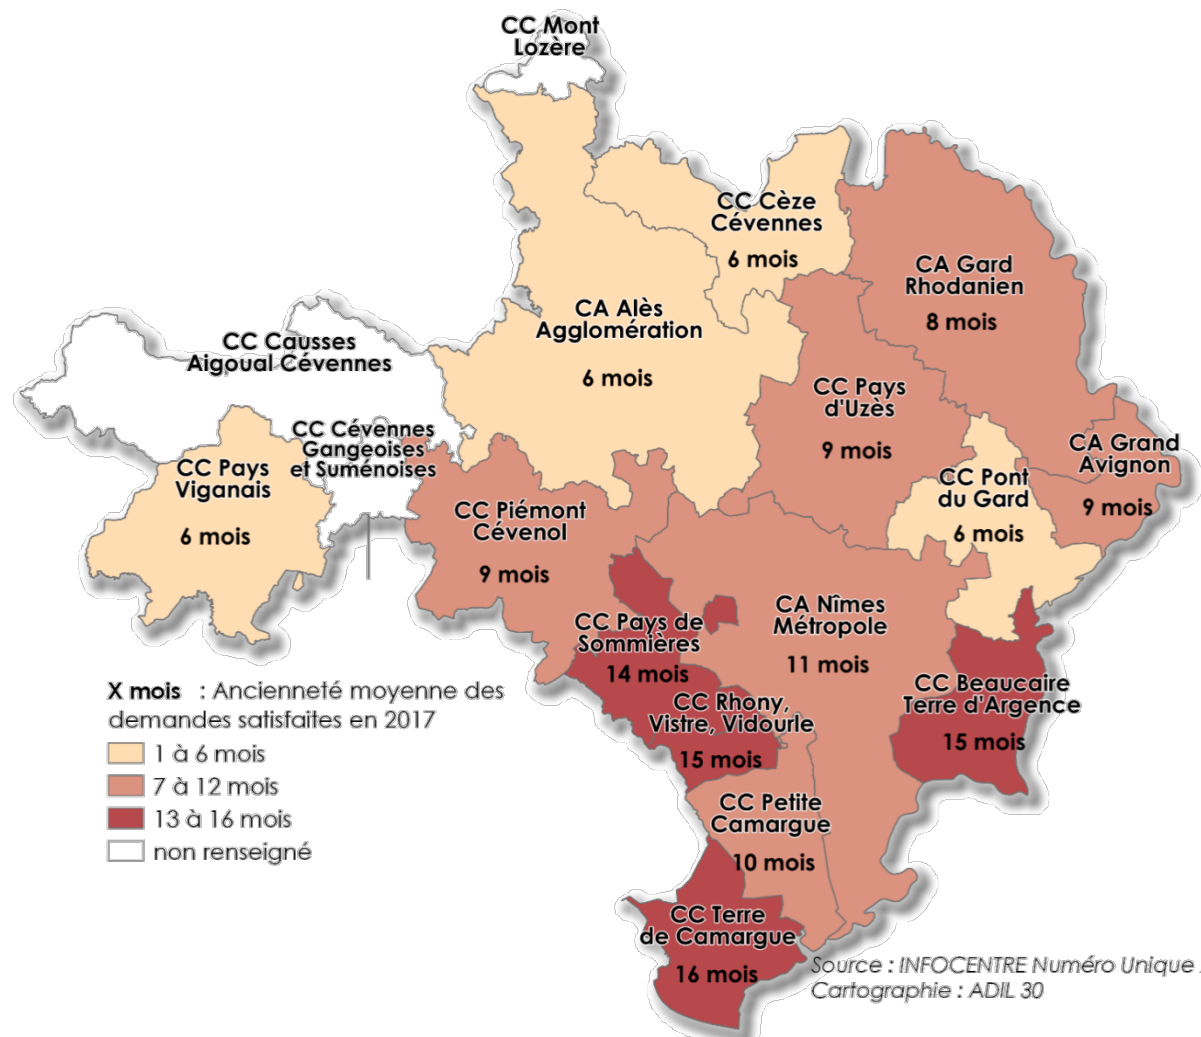 CC Mont
Lozère
CC Cèze
Cévennes
6 mois
CA Gard
Rhodanien
8 mois
CA Alès
Agglomération
6 mois
CC Causses
Aigoual Cévennes
CC Pays
d'Uzès
9 mois
CC Cévennes
Gangeoises
et Suménoises
CA Grand
Avignon
9 mois
CC Pays
Viganais
6 mois
CC Pont
du Gard
6 mois
CC Piémont
Cévenol
9 mois
CA Nîmes
Métropole
11 mois
CC Pays de
Sommières
14 mois
CC Beaucaire
Terre d'Argence
15 mois
CC Rhony,
Vistre, Vidourle
15 mois
X mois : Ancienneté moyenne des
demandes satisfaites en 2017
1 à 6 mois
7 à 12 mois
13 à 16 mois
non renseigné
CC Petite
Camargue
10 mois
CC Terre
de Camargue
16 mois
Source : INFOCENTRE Numéro Unique
Cartographie : ADIL 30